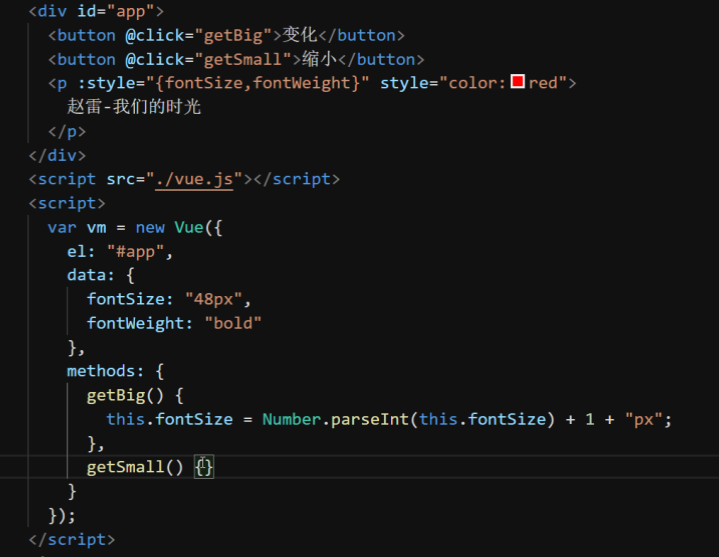 <div id="app">
<button @click="getBig">变化</button>
<button @click="getSmall">缩小</button>
<p :style="{fontSize,fontWeight}" style="color:red">
赵雷-我们的时光
</p>
</div>
<script src="./vue.js"></script>
<script>
var vm = new Vue({
el: "#app",
data: {
fontSize: "48px",
fontWeight: "bold"
},
methods: {
getBig() {
this.fontSize = Number.parseInt(this.fontSize) + 1 + "px";
},
getSmall() {}
}
});
</script>